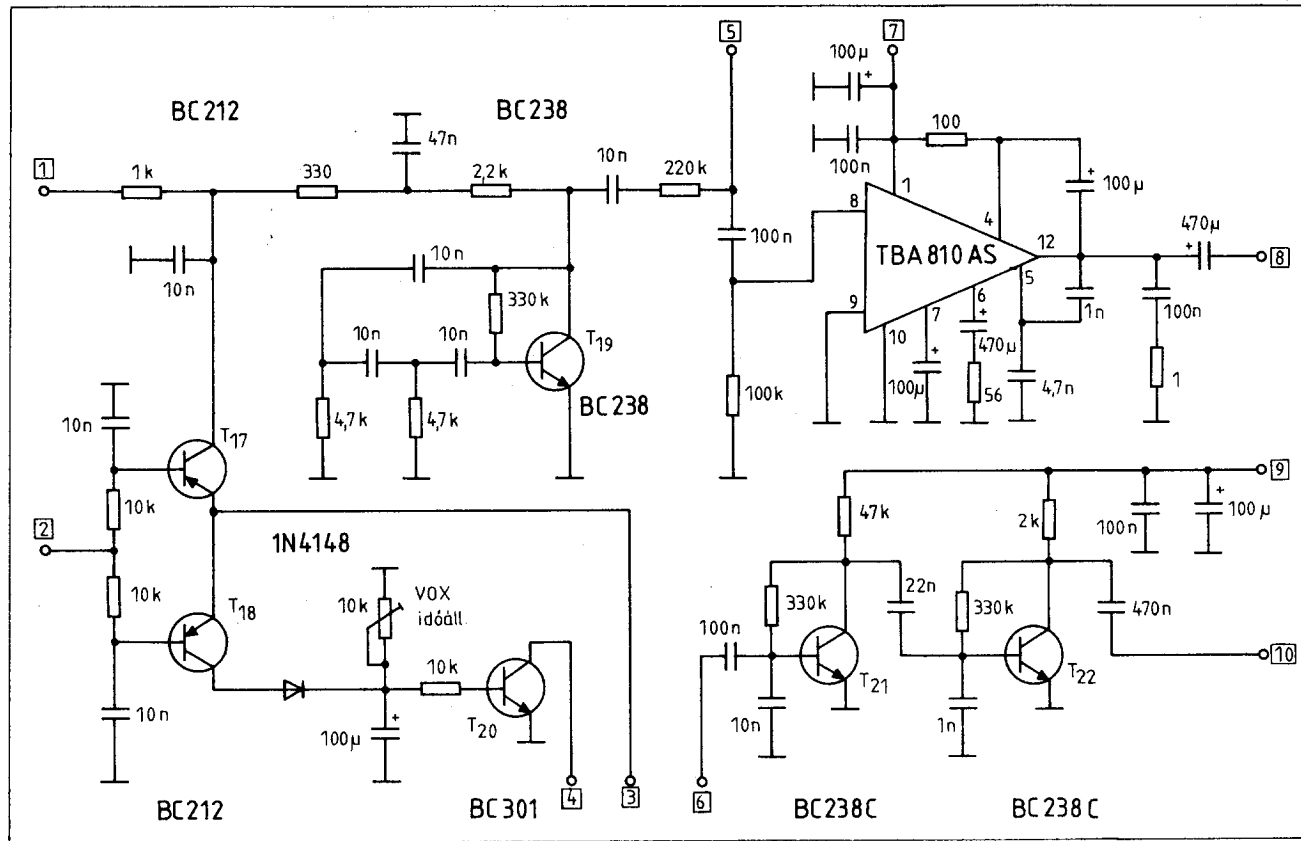 5
7
100µ
+
BC212
BC238
47n
100
1
1k
330
2,2k
10n
220k
100n
1
4
+
100µ
8
470µ
+
100n
TBA810 AS
12
8
10n
10n
330k
9
5
6
7
10
+
1n
100n
10n
10n
T19
470µ
+
4,7k
4,7k
BC238
100k
100µ
56
4,7n
1
10n
T17
10k
47k
2k
9
+
100n
100µ
2
1N4148
10k
T18
10k
VOX
időáll.
330k
22n
330k
470n
100n
10k
T21
T22
10
10n
100µ
+
T20
10n
1n
4
3
6
BC212
BC301
BC238C
BC238C